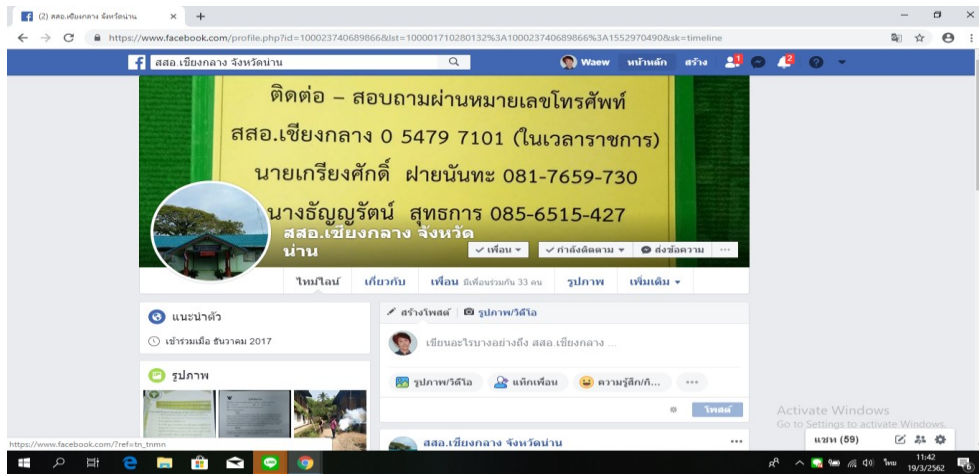 (2) สสอ.เชียงกลาง จังหวัดน่าน
https://www.facebook.com/profile.php?id=100023740689866&lst=100001710280132%3A100023740689866%3A1552970490&sk=timeline
สสอ.เชียงกลาง จังหวัดน่าน
Waew หน้าหลัก สร้าง 1 2
ติดต่อ – สอบถามผ่านหมายเลขโทรศัพท์
สสอ.เชียงกลาง 0 5479 7101 (ในเวลาราชการ)
นายเกรียงศักดิ์ ฝายนันทะ 081-7659-730
นางธัญญรัตน์ สุทธการ 085-6515-427
สสอ.เชียงกลาง จังหวัด
น่าน
เพื่อน กำลังติดตาม ส่งข้อความ
ไทม์ไลน์ เกี่ยวกับ เพื่อน มีเพื่อนร่วมกัน 33 คน รูปภาพ เพิ่มเติม
แนะนำตัว
เข้าร่วมเมื่อ ธันวาคม 2017
รูปภาพ
สร้างโพสต์ รูปภาพ/วิดีโอ
เขียนอะไรบางอย่างถึง สสอ.เชียงกลาง ...
รูปภาพ/วิดีโอ แท็กเพื่อน ความรู้สึก/กิ...
โพสต์
สสอ.เชียงกลาง จังหวัดน่าน
Activate Windows
Go to Settings to activate Windows.
แชท (59)
https://www.facebook.com/?ref=tn_tnmn
ไทย
11:42
19/3/2562